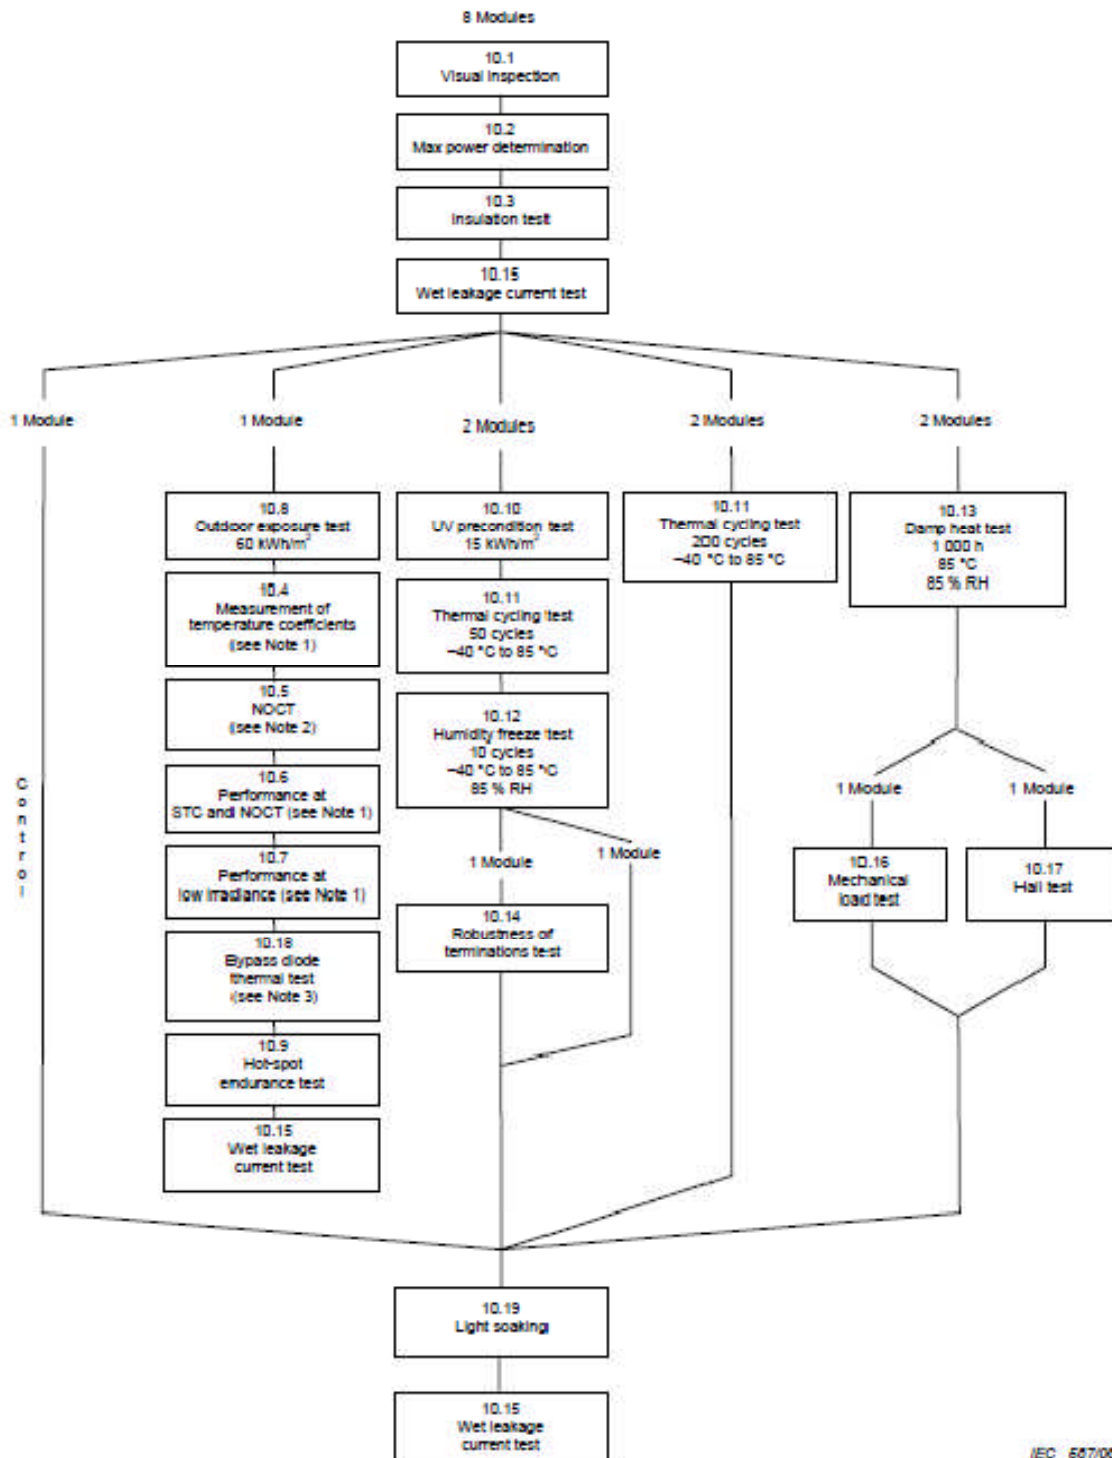 8 Modules
10.1
Visual inspection
10.2
Max power determination
10.3
Insulation test
10.15
Wet leakage current test
1 Module
1 Module
2 Modules
2 Modules
2 Modules
10.8
Outdoor exposure test
60 kWh/m²
10.4
Measurement of
temperature coefficients
(see Note 1)
10.5
NOCT
(see Note 2)
10.6
Performance at
STC and NOCT (see Note 1)
10.7
Performance at
low irradiance (see Note 1)
10.18
Bypass diode
thermal test
(see Note 3)
10.9
Hot-spot
endurance test
10.15
Wet leakage
current test
10.10
UV precondition test
15 kWh/m²
10.11
Thermal cycling test
50 cycles
−40 °C to 85 °C
10.12
Humidity freeze test
10 cycles
−40 °C to 85 °C
85 % RH
1 Module
1 Module
10.14
Robustness of
terminations test
10.11
Thermal cycling test
200 cycles
−40 °C to 85 °C
10.13
Damp heat test
1 000 h
85 °C
85 % RH
1 Module
1 Module
10.16
Mechanical
load test
10.17
Hail test
Control
10.19
Light soaking
10.15
Wet leakage
current test
IEC 587/08